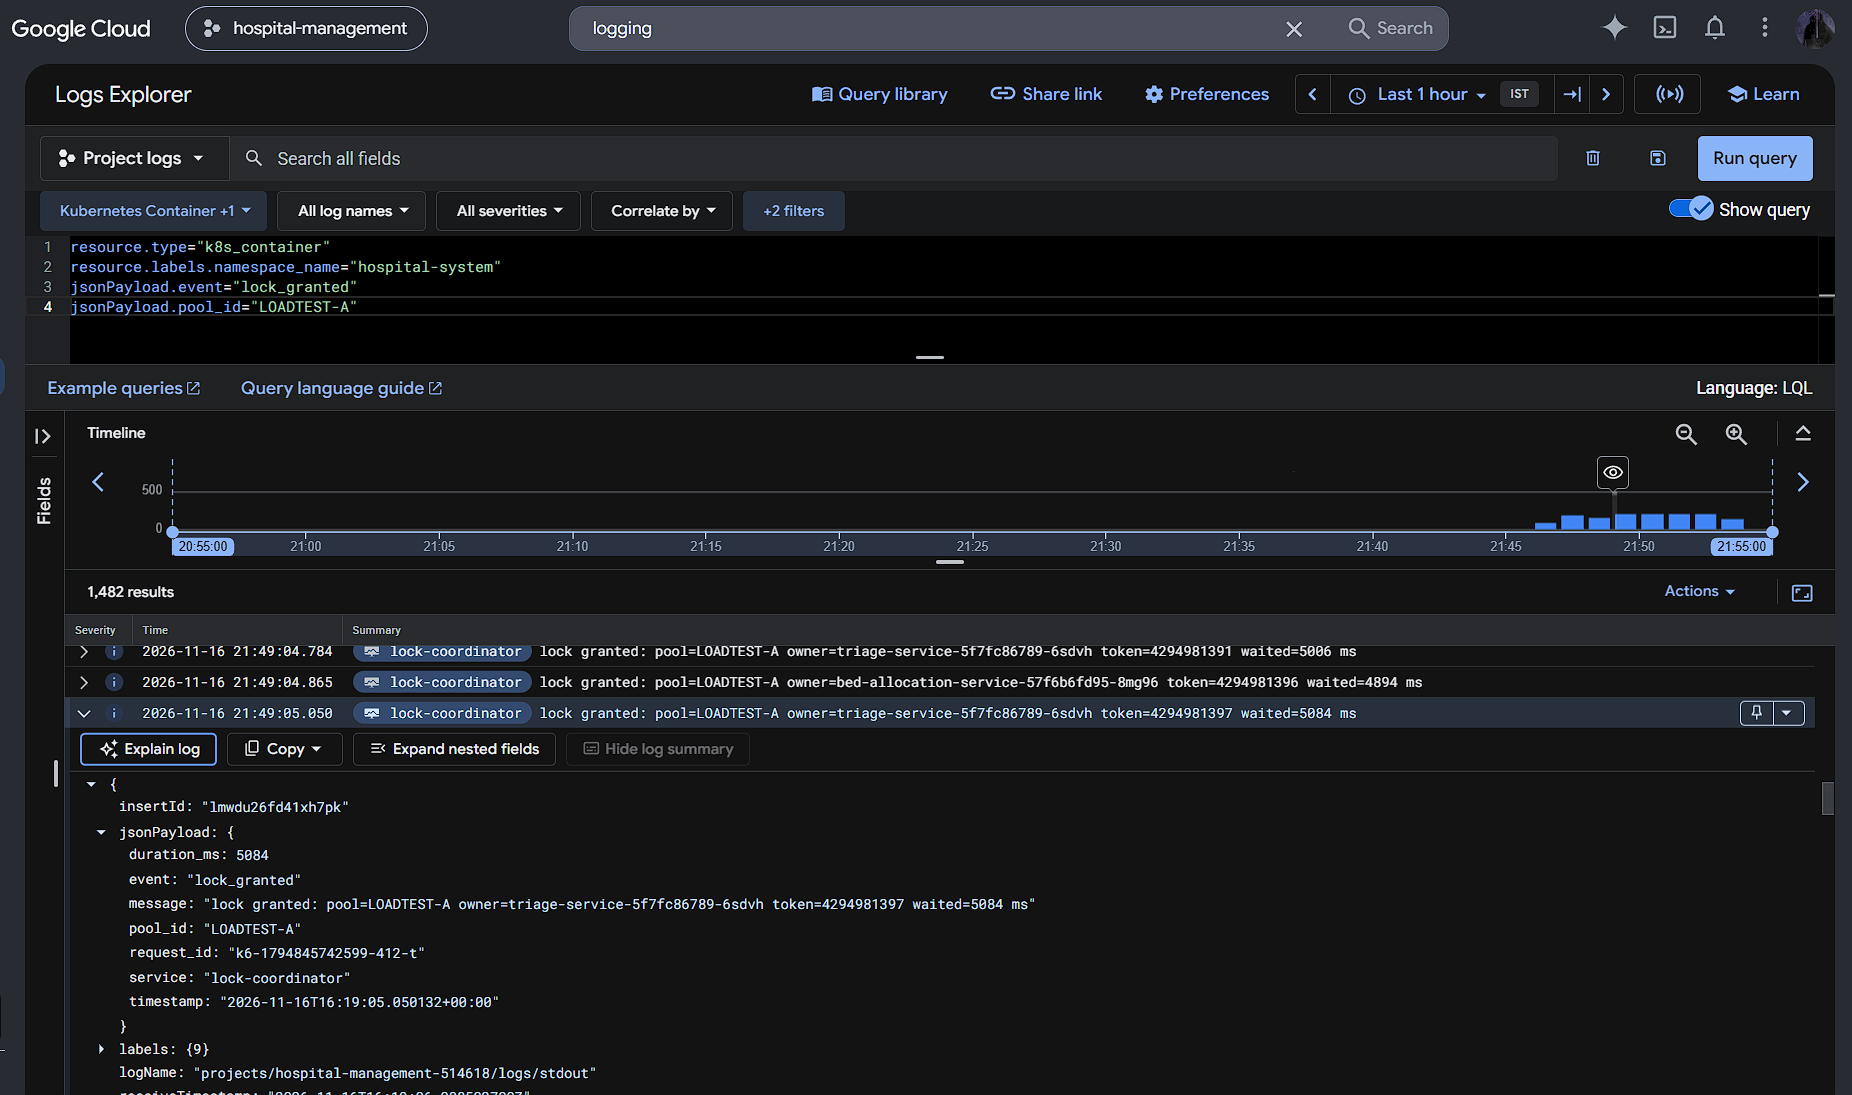 Google Cloud
hospital-management
logging
Search
Logs Explorer
Query library
Share link
Preferences
Last 1 hour
IST
Learn
Project logs
Search all fields
Run query
Kubernetes Container +1
All log names
All severities
Correlate by
+2 filters
Show query
1 resource.type="k8s_container"
2 resource.labels.namespace_name="hospital-system"
3 jsonPayload.event="lock_granted"
4 jsonPayload.pool_id="LOADTEST-A"
Example queries
Query language guide
Language: LQL
Fields
Timeline
500
0
20:55:00 21:00 21:05 21:10 21:15 21:20 21:25 21:30 21:35 21:40 21:45 21:50 21:55:00
1,482 results
Actions
Severity Time Summary
2026-11-16 21:49:04.784 lock-coordinator lock granted: pool=LOADTEST-A owner=triage-service-5f7fc86789-6sdvh token=4294981391 waited=5006 ms
2026-11-16 21:49:04.865 lock-coordinator lock granted: pool=LOADTEST-A owner=bed-allocation-service-57f6b6fd95-8mg96 token=4294981396 waited=4894 ms
2026-11-16 21:49:05.050 lock-coordinator lock granted: pool=LOADTEST-A owner=triage-service-5f7fc86789-6sdvh token=4294981397 waited=5084 ms
Explain log
Copy
Expand nested fields
Hide log summary
{
insertId: "lmwdu26fd41xh7pk"
jsonPayload: {
duration_ms: 5084
event: "lock_granted"
message: "lock granted: pool=LOADTEST-A owner=triage-service-5f7fc86789-6sdvh token=4294981397 waited=5084 ms"
pool_id: "LOADTEST-A"
request_id: "k6-1794845742599-412-t"
service: "lock-coordinator"
timestamp: "2026-11-16T16:19:05.050132+00:00"
}
labels: {9}
logName: "projects/hospital-management-514618/logs/stdout"